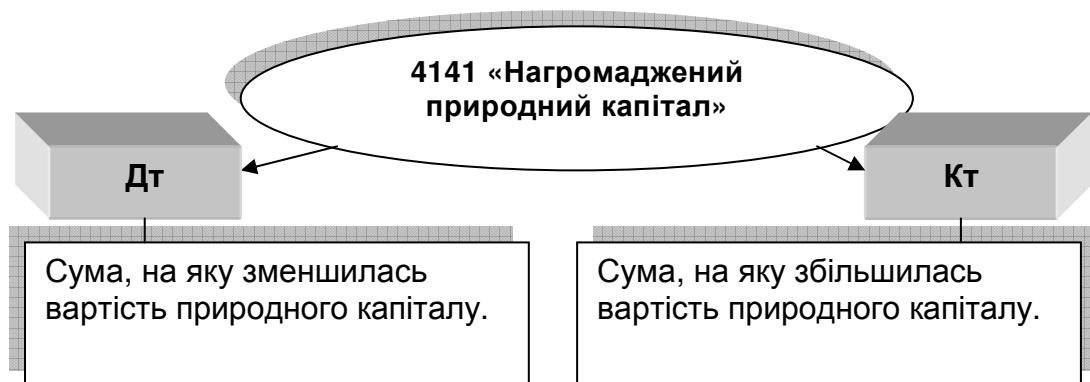 4141 «Нагромаджений
природний капітал»
Дт
Кт
Сума, на яку зменшилась
вартість природного капіталу.
Сума, на яку збільшилась
вартість природного капіталу.